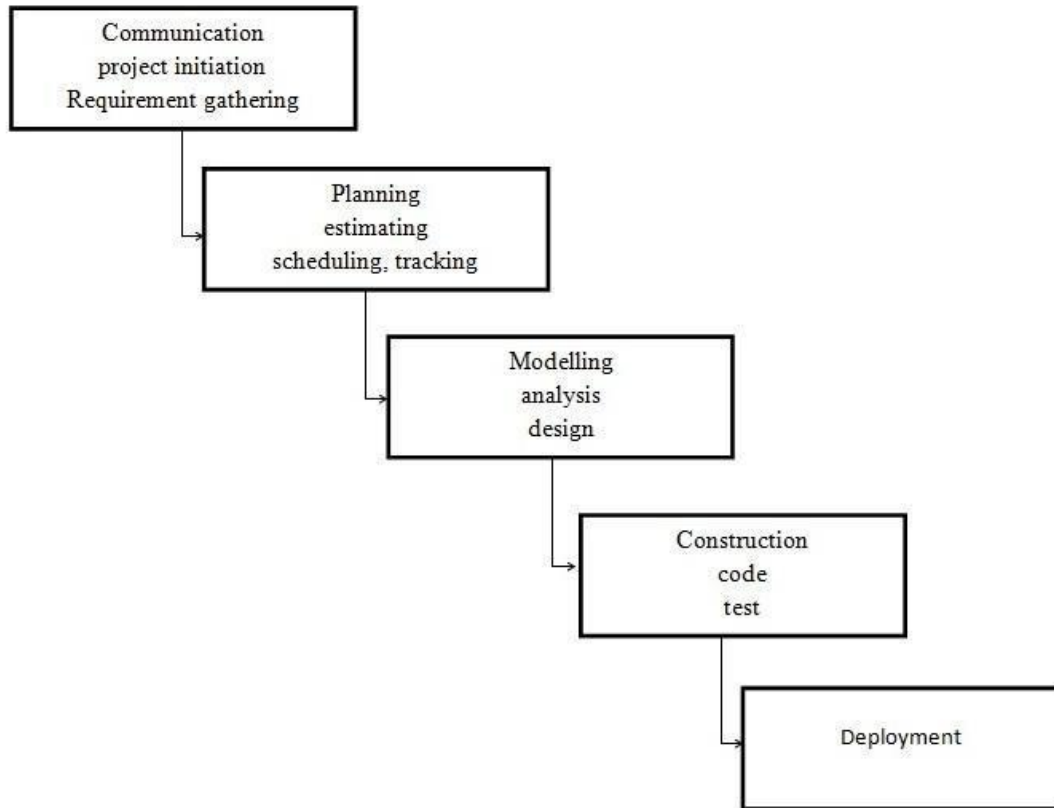 Communication
project initiation
Requirement gathering
Planning
estimating
scheduling, tracking
Modelling
analysis
design
Construction
code
test
Deployment